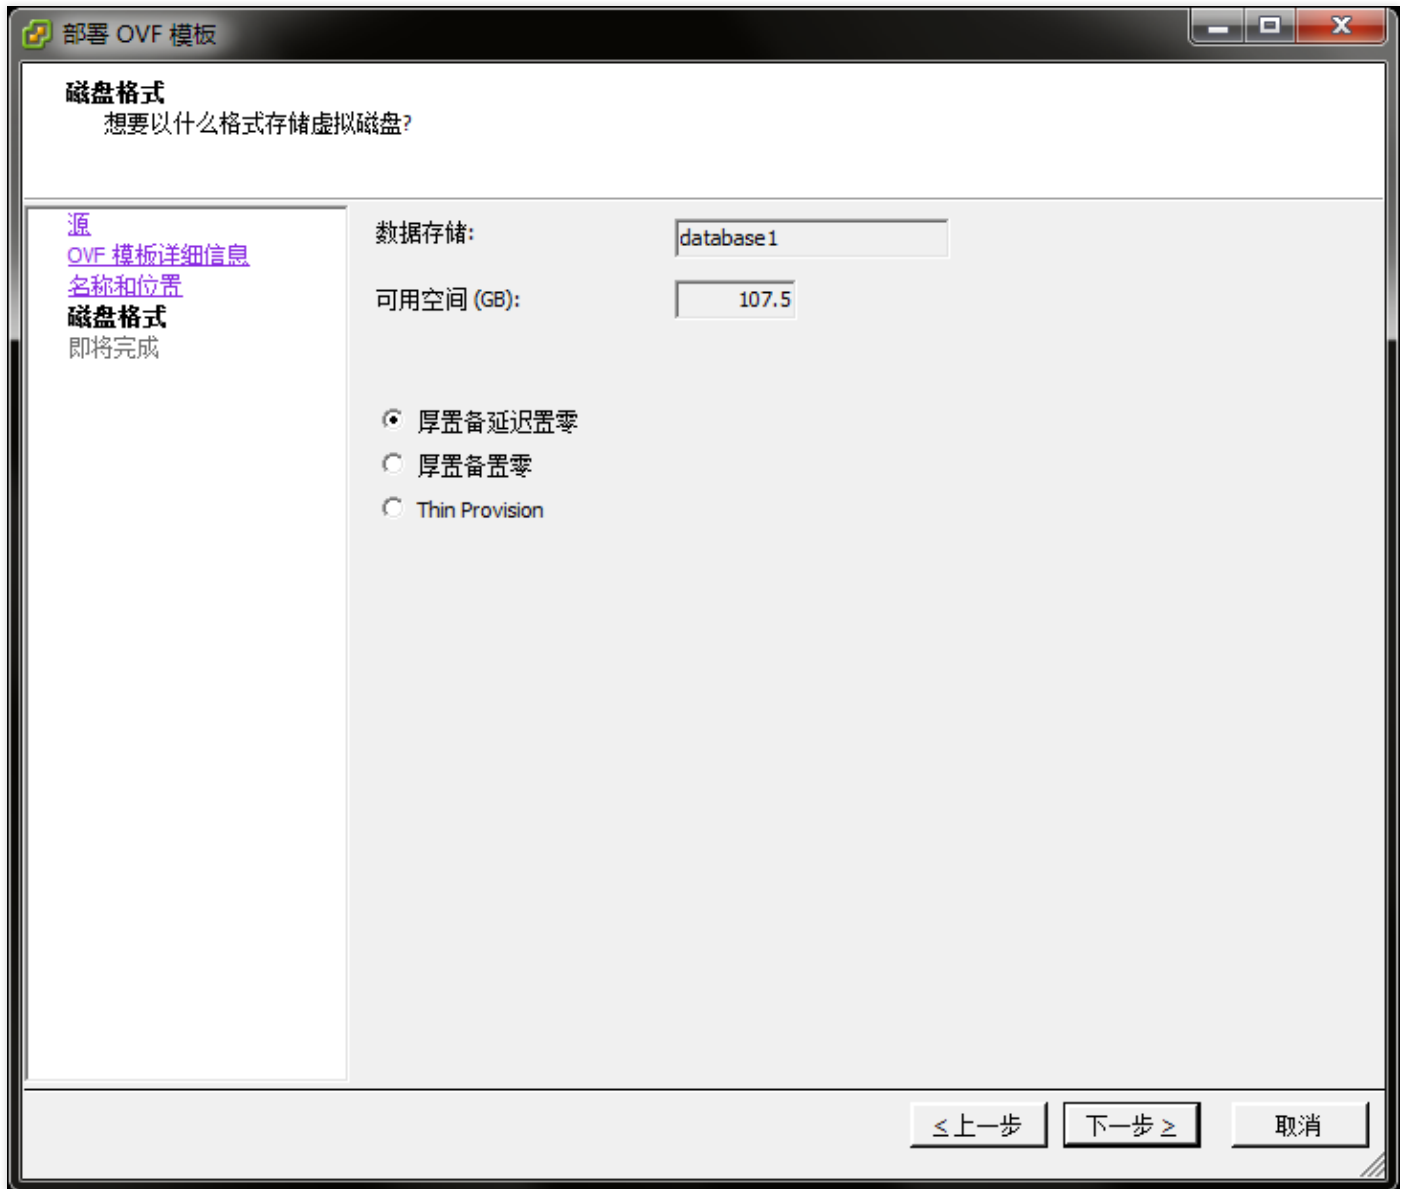 部署 OVF 模板
磁盘格式
想要以什么格式存储虚拟磁盘?
源
OVF 模板详细信息
名称和位置
磁盘格式
即将完成
数据存储: database1
可用空间 (GB): 107.5
厚置备延迟置零
厚置备置零
Thin Provision
≤上一步 下一步≥ 取消